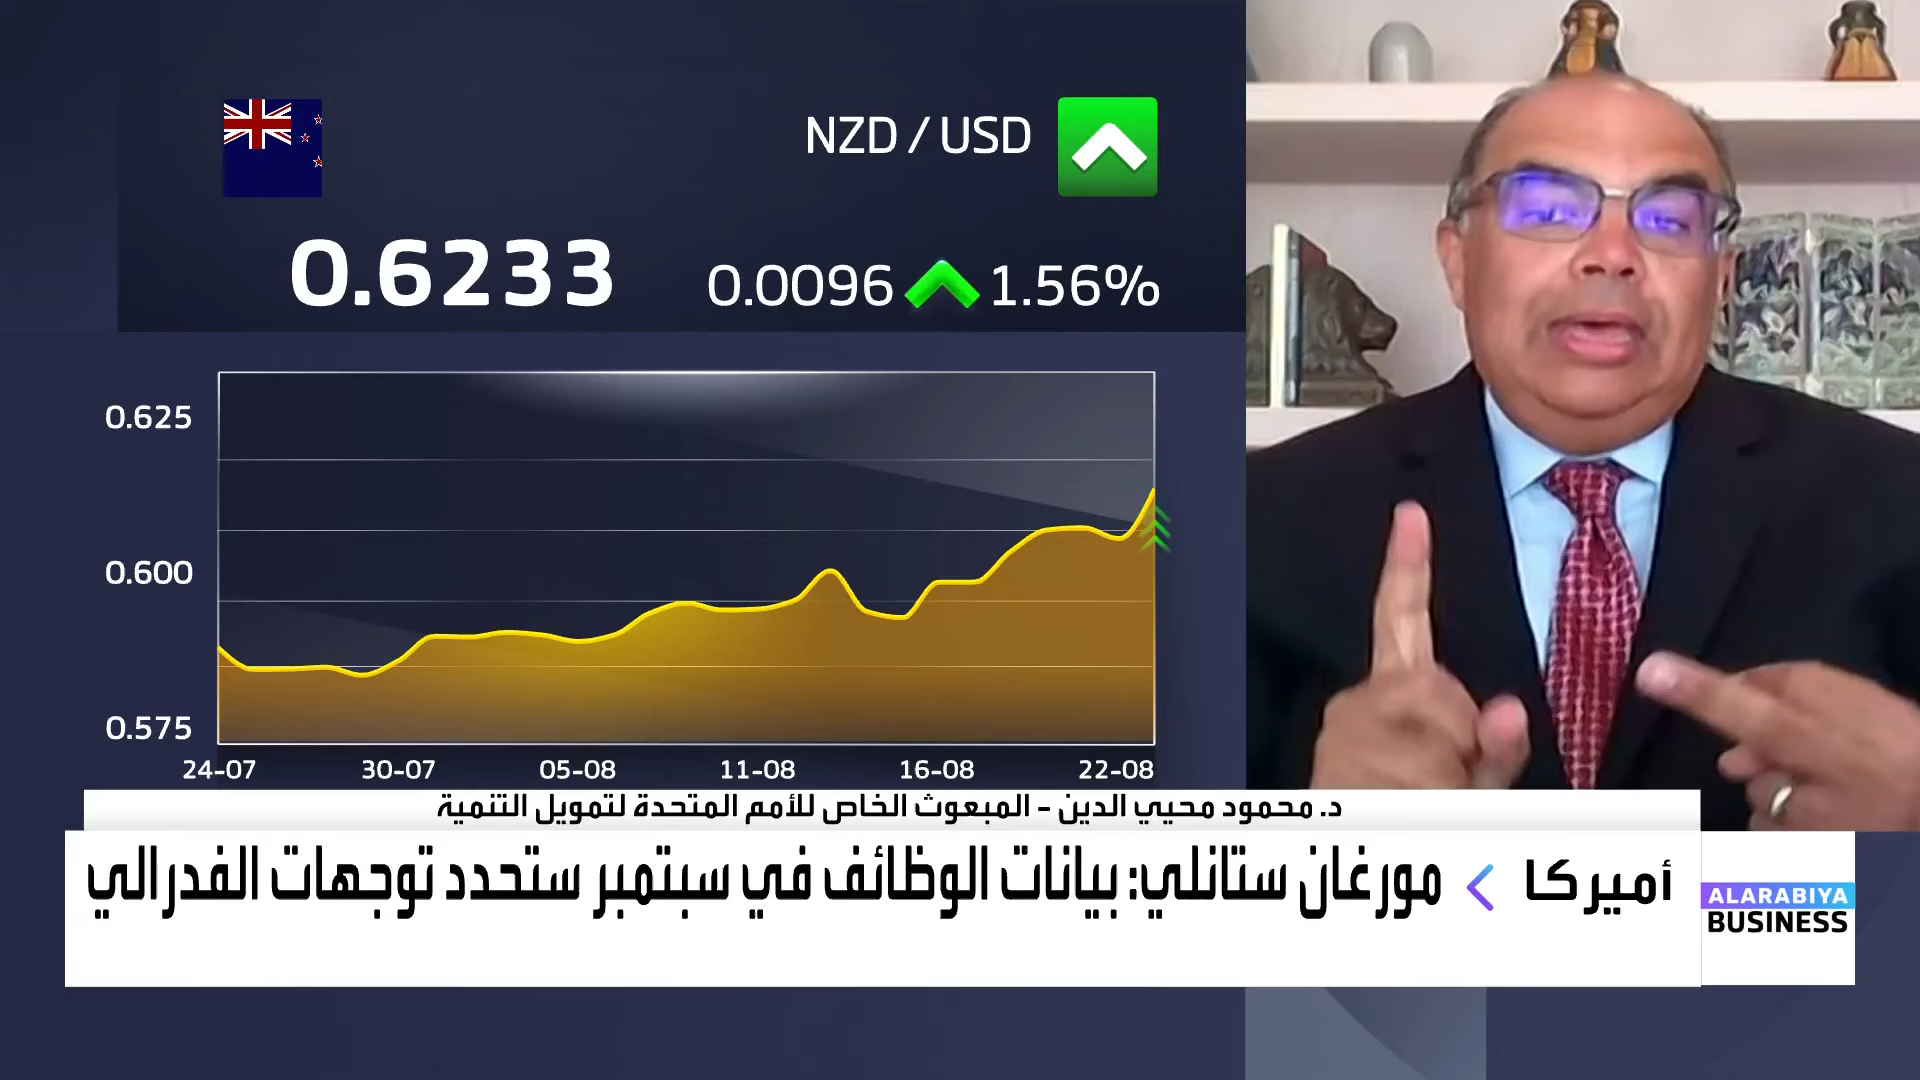 NZD / USD
0.6233
0.0096 1.56%
0.625
0.600
0.575
24-07 30-07 05-08 11-08 16-08 22-08
د. محمود محيي الدين - المبعوث الخاص للأمم المتحدة لتمويل التنمية
أميركا
مورغان ستانلي: بيانات الوظائف في سبتمبر ستحدد توجهات الفدرالي
ALARABIYA
BUSINESS